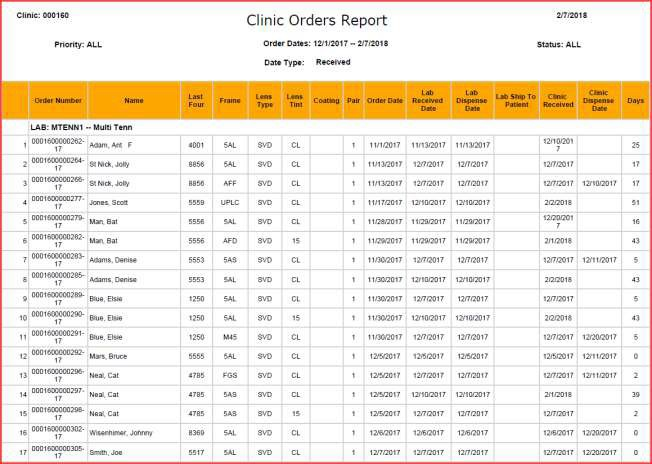 Clinic: 000160 Clinic Orders Report 2/7/2018
Priority: ALL Order Dates: 12/1/2017 -- 2/7/2018 Status: ALL
Date Type: Received
Order Number Name Last Four Frame Lens Type Lens Tint Coating Pair Order Date Lab Received Date Lab Dispense Date Lab Ship To Patient Clinic Received Clinic Dispense Date Days
LAB: MTENN1 -- Multi Tenn
1 0001600000262-17 Adam, Ant F 4001 5AL SVD CL 1 11/1/2017 11/13/2017 11/13/2017 12/10/2017 25
2 0001600000264-17 St Nick, Jolly 8856 5AL SVD CL 1 11/13/2017 12/7/2017 12/7/2017 12/7/2017 17
3 0001600000266-17 St Nick, Jolly 8856 AFF SVD CL 1 11/13/2017 12/7/2017 12/7/2017 12/7/2017 12/10/2017 17
4 0001600000277-17 Jones, Scott 5559 UPLC SVD CL 1 11/17/2017 12/10/2017 12/10/2017 2/2/2018 51
5 0001600000279-17 Man, Bat 5556 5AL SVD CL 1 11/28/2017 11/29/2017 11/29/2017 12/20/2017 16
6 0001600000282-17 Man, Bat 5556 AFD SVD 15 1 11/29/2017 11/29/2017 11/29/2017 2/1/2018 43
7 0001600000283-17 Adams, Denise 5553 5AS SVD CL 1 11/30/2017 12/7/2017 12/7/2017 12/7/2017 12/11/2017 5
8 0001600000285-17 Adams, Denise 5553 5AL SVD CL 1 11/30/2017 12/10/2017 12/10/2017 2/2/2018 43
9 0001600000289-17 Blue, Elsie 1250 5AL SVD CL 1 11/30/2017 12/7/2017 12/7/2017 12/7/2017 5
10 0001600000290-17 Blue, Elsie 1250 5AL SVD 15 1 11/30/2017 12/10/2017 12/10/2017 2/2/2018 43
11 0001600000291-17 Blue, Elsie 1250 M45 SVD CL 1 11/30/2017 12/7/2017 12/7/2017 12/7/2017 12/20/2017 5
12 0001600000292-17 Mars, Bruce 5555 5AL SVD CL 1 12/5/2017 12/5/2017 12/5/2017 12/5/2017 12/11/2017 0
13 0001600000296-17 Neal, Cat 4785 FGS SVD CL 1 12/5/2017 12/7/2017 12/7/2017 12/7/2017 12/11/2017 2
14 0001600000297-17 Neal, Cat 4785 5AS SVD CL 1 12/5/2017 12/10/2017 12/10/2017 2/1/2018 39
15 0001600000298-17 Neal, Cat 4785 5AS SVD 15 1 12/5/2017 12/7/2017 12/7/2017 12/7/2017 2
16 0001600000302-17 Wisenhimer, Johnny 8369 5AL SVD CL 1 12/6/2017 12/6/2017 12/6/2017 12/6/2017 12/20/2017 0
17 0001600000305-17 Smith, Joe 5517 5AL SVD CL 1 12/7/2017 12/7/2017 12/7/2017 12/7/2017 12/20/2017 0